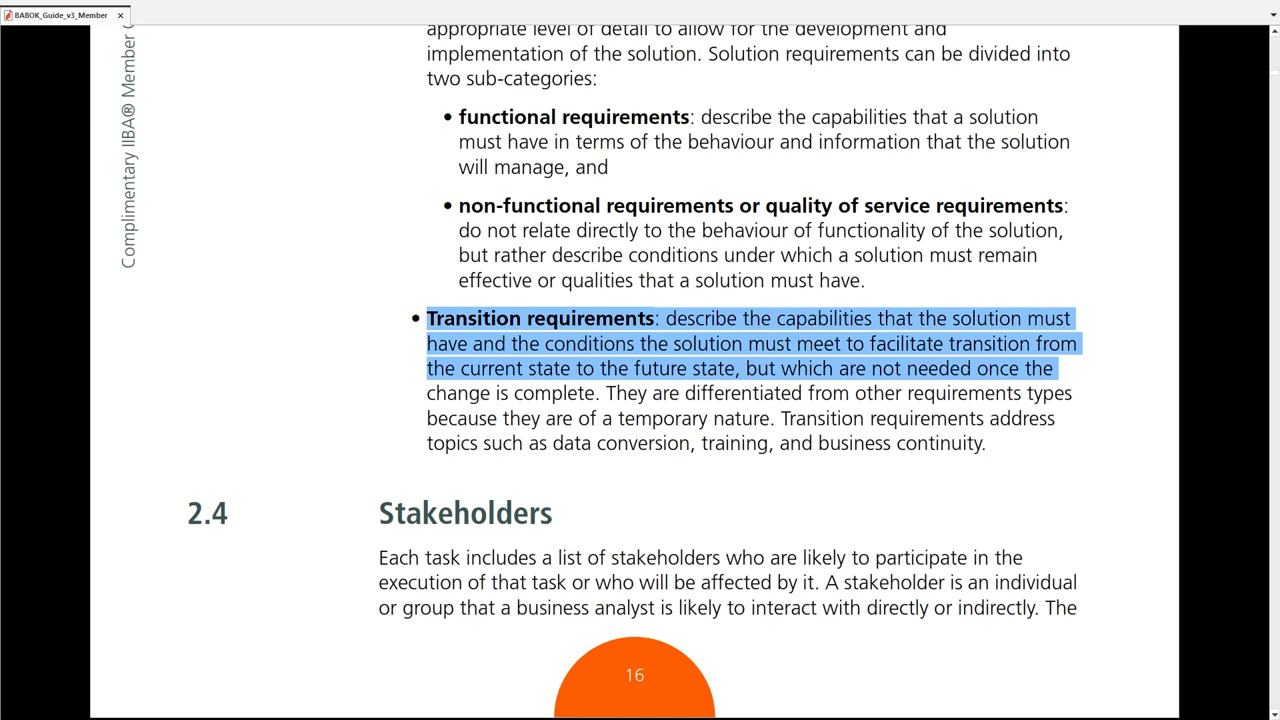 BABOK_Guide_v3_Member
Complimentary IIBA® Member
appropriate level of detail to allow for the development and
implementation of the solution. Solution requirements can be divided into
two sub-categories:
• functional requirements: describe the capabilities that a solution
must have in terms of the behaviour and information that the solution
will manage, and
• non-functional requirements or quality of service requirements:
do not relate directly to the behaviour of functionality of the solution,
but rather describe conditions under which a solution must remain
effective or qualities that a solution must have.
• Transition requirements: describe the capabilities that the solution must
have and the conditions the solution must meet to facilitate transition from
the current state to the future state, but which are not needed once the
change is complete. They are differentiated from other requirements types
because they are of a temporary nature. Transition requirements address
topics such as data conversion, training, and business continuity.
2.4 Stakeholders
Each task includes a list of stakeholders who are likely to participate in the
execution of that task or who will be affected by it. A stakeholder is an individual
or group that a business analyst is likely to interact with directly or indirectly. The
16